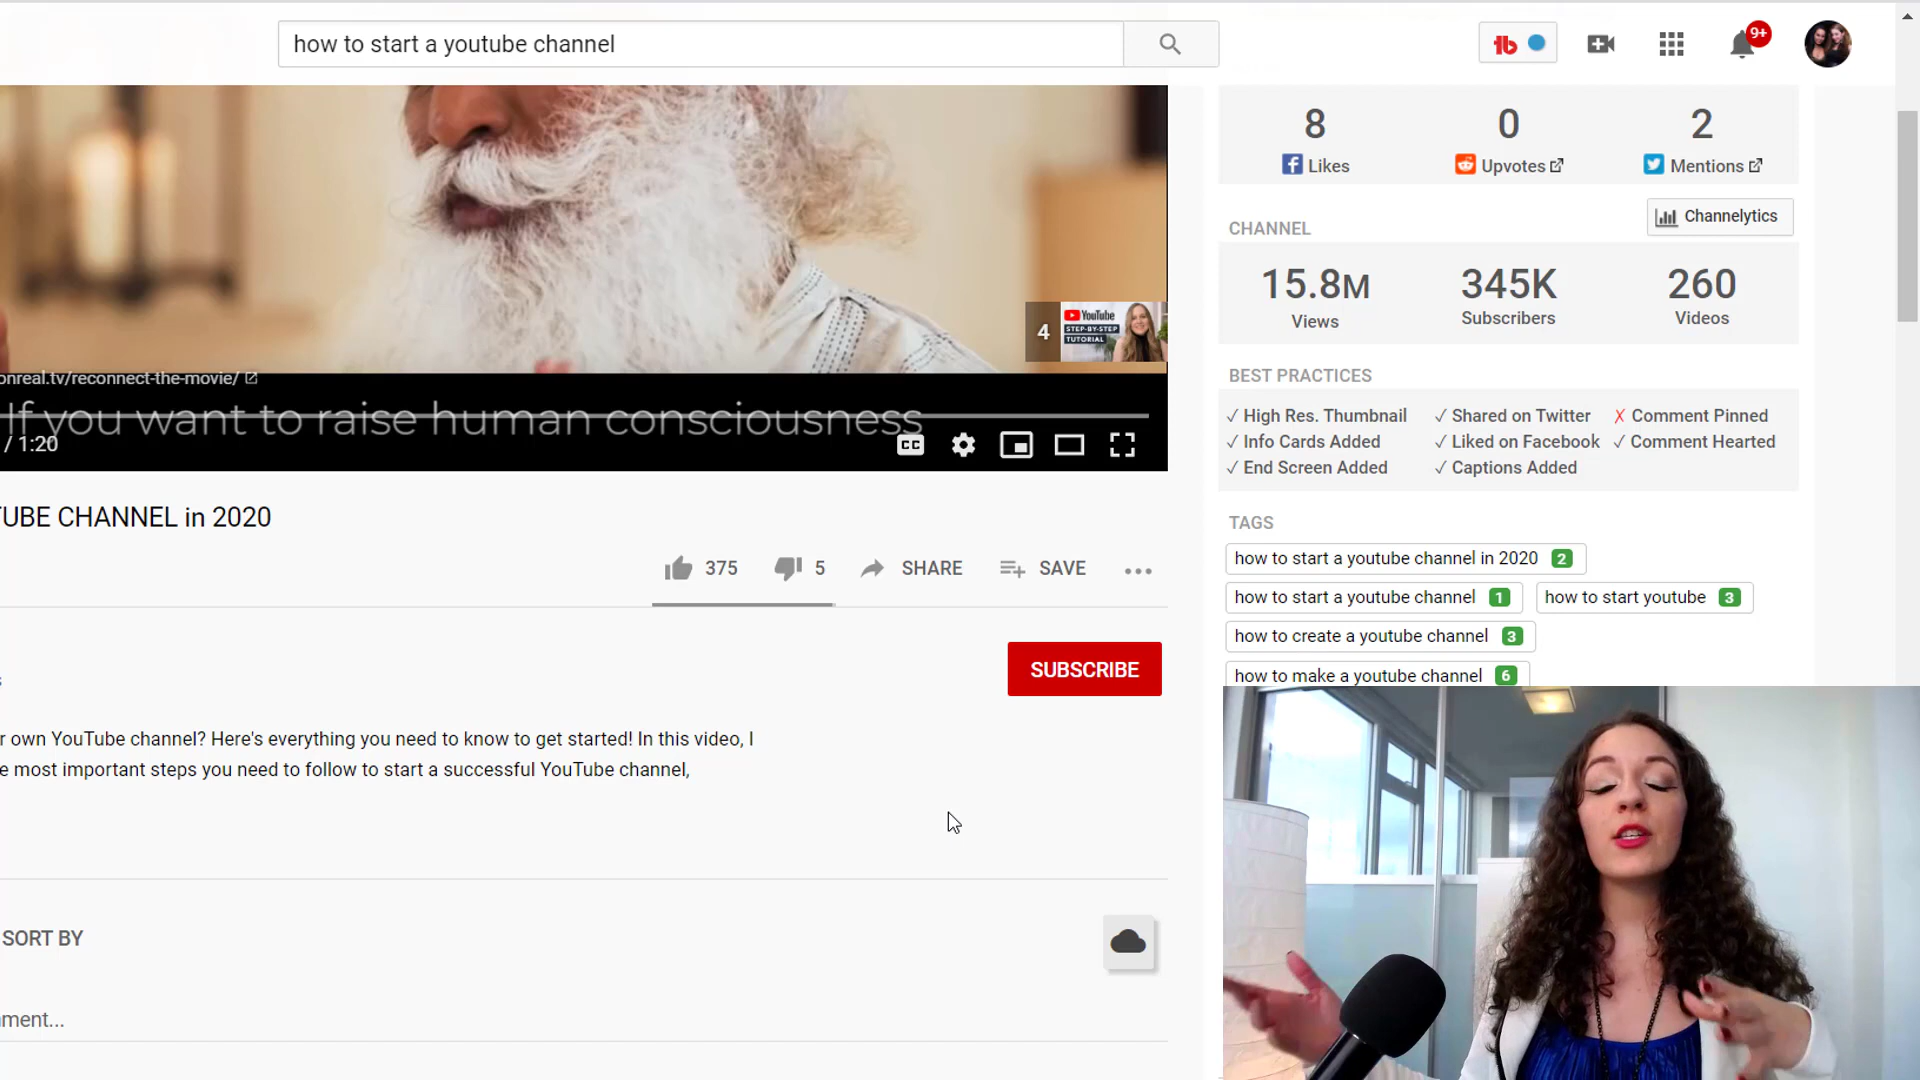 how to start a youtube channel
9+
8 0 2
Likes Upvotes Mentions
CHANNEL Channelytics
15.8M 345K 260
Views Subscribers Videos
4
YouTube
STEP-BY-STEP
TUTORIAL
onreal.tv/reconnect-the-movie/
If you want to raise human consciousness
/ 1:20
CC
BEST PRACTICES
✓ High Res. Thumbnail ✓ Shared on Twitter X Comment Pinned
✓ Info Cards Added ✓ Liked on Facebook ✓ Comment Hearted
✓ End Screen Added ✓ Captions Added
UBE CHANNEL in 2020
375 5 SHARE SAVE
TAGS
how to start a youtube channel in 2020 2
how to start a youtube channel 1 how to start youtube 3
how to create a youtube channel 3
how to make a youtube channel 6
SUBSCRIBE
r own YouTube channel? Here's everything you need to know to get started! In this video, I
e most important steps you need to follow to start a successful YouTube channel,
SORT BY
ment...